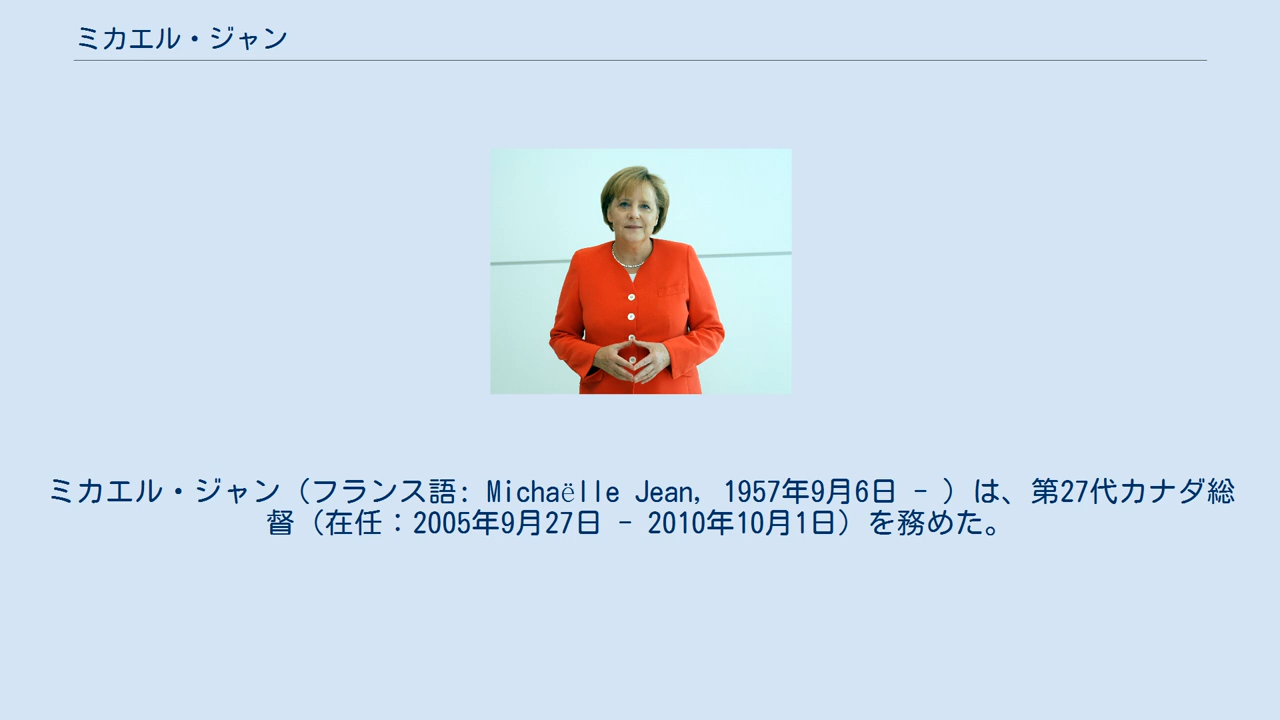 ミカエル・ジャン
ミカエル・ジャン（フランス語: Michaëlle Jean, 1957年9月6日 - ）は、第27代カナダ総
督（在任：2005年9月27日 - 2010年10月1日）を務めた。